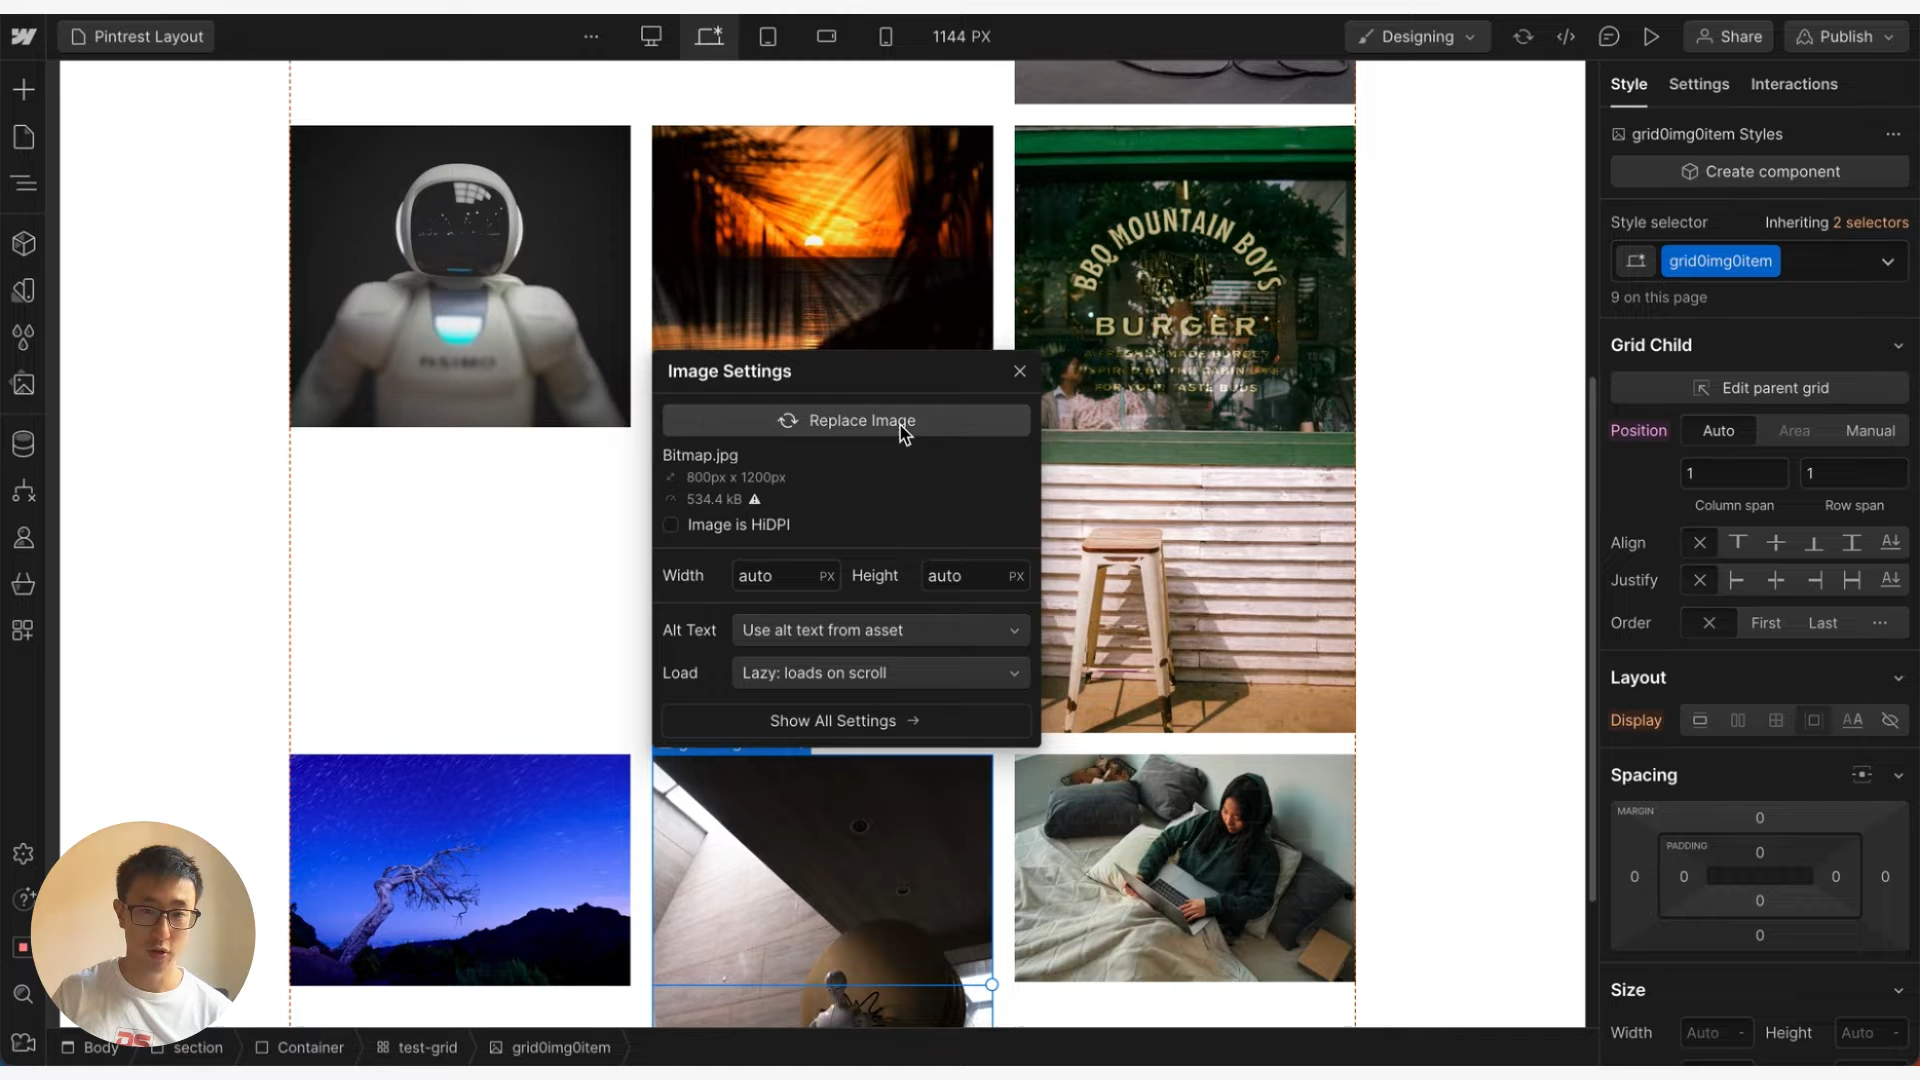 Pintrest Layout
1144 PX
Designing
Share
Publish
Style
Settings
Interactions
grid0img0item Styles
Create component
Style selector
Inheriting 2 selectors
grid0img0item
9 on this page
Grid Child
Edit parent grid
Position
Auto
Area
Manual
1
1
Column span
Row span
Align
Justify
Order
First
Last
Layout
Display
Spacing
MARGIN
0
PADDING
0
0
0
0
0
0
0
Size
Width
Auto
-
Height
Auto
-
BBQ MOUNTAIN BOYS
BURGER
FOR YOUR TASTE BUDS
Image Settings
Replace Image
Bitmap.jpg
800px x 1200px
534.4 kB
Image is HiDPI
Width
auto
PX
Height
auto
PX
Alt Text
Use alt text from asset
Load
Lazy: loads on scroll
Show All Settings
DS
Body
section
Container
test-grid
grid0img0item